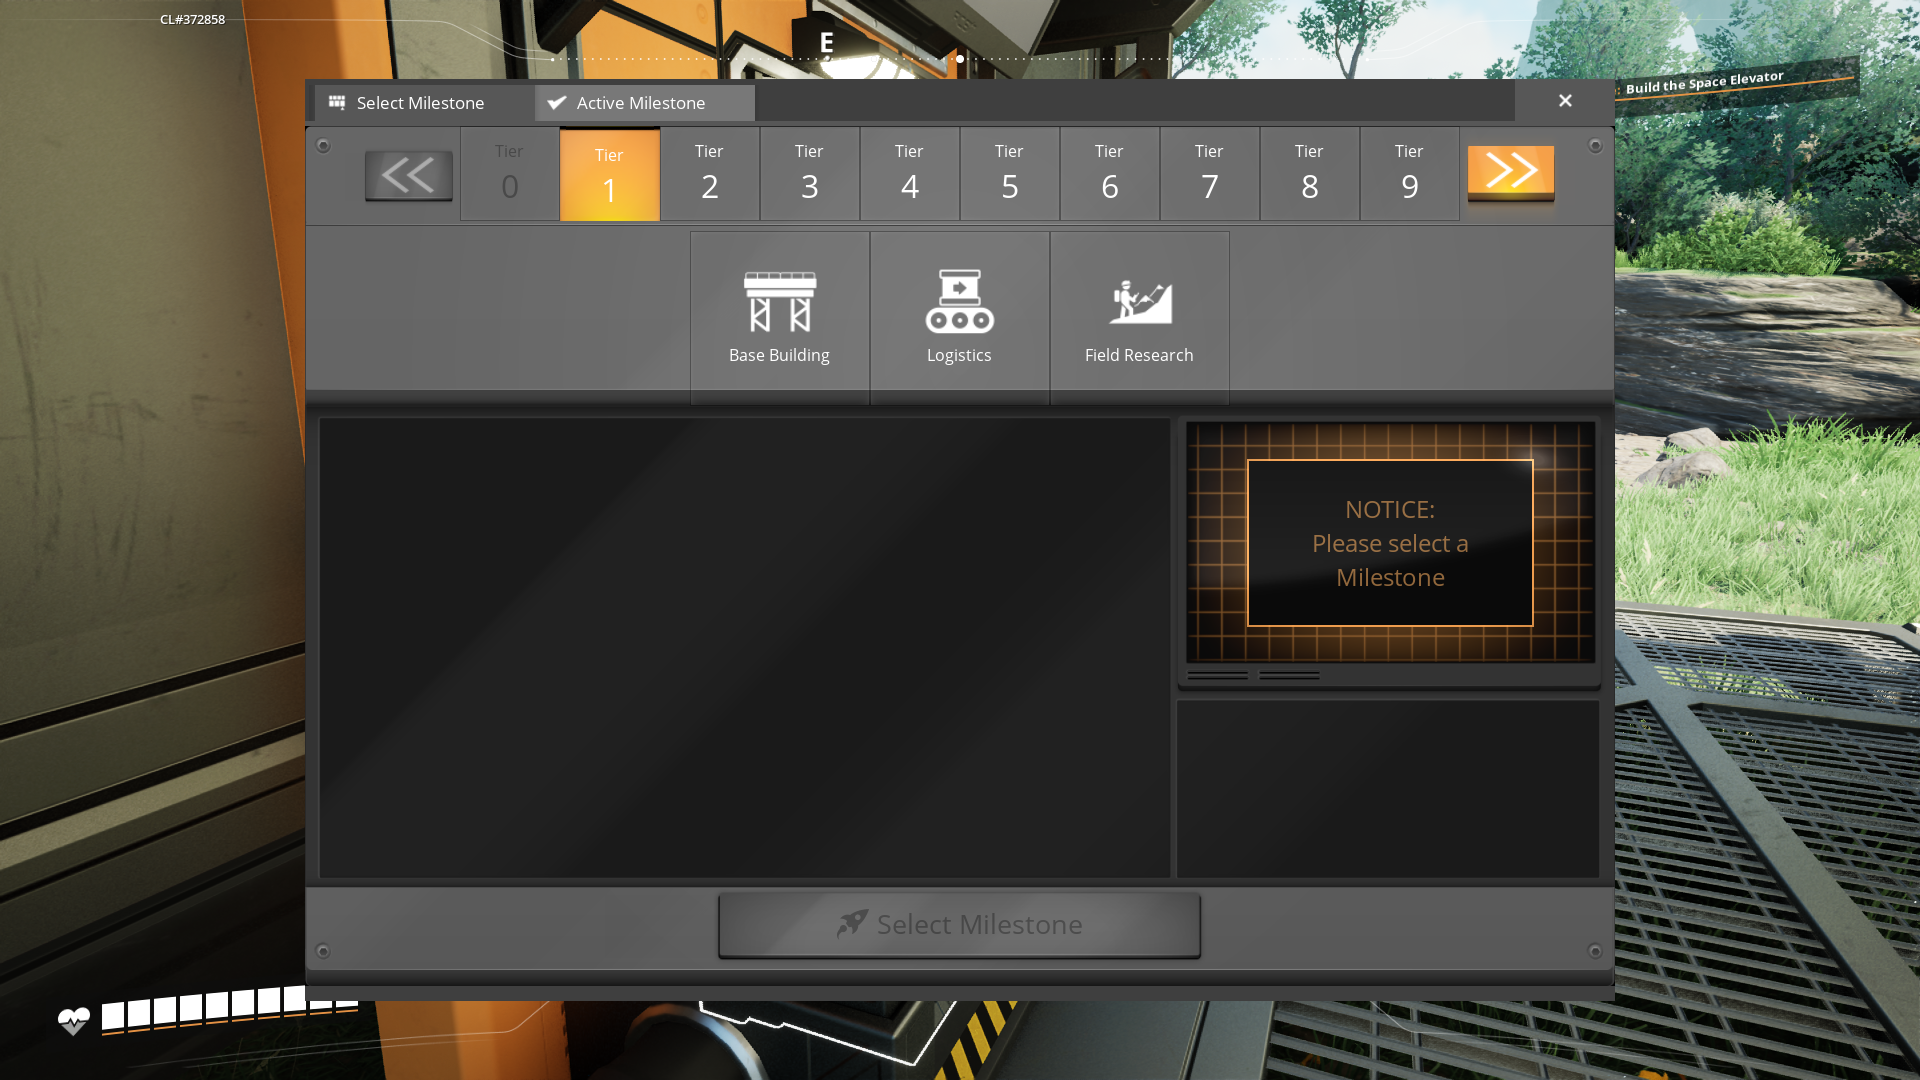 CL#372858
E
Build the Space Elevator
Select Milestone
Active Milestone
Tier 0
Tier 1
Tier 2
Tier 3
Tier 4
Tier 5
Tier 6
Tier 7
Tier 8
Tier 9
Base Building
Logistics
Field Research
NOTICE:
Please select a
Milestone
Select Milestone